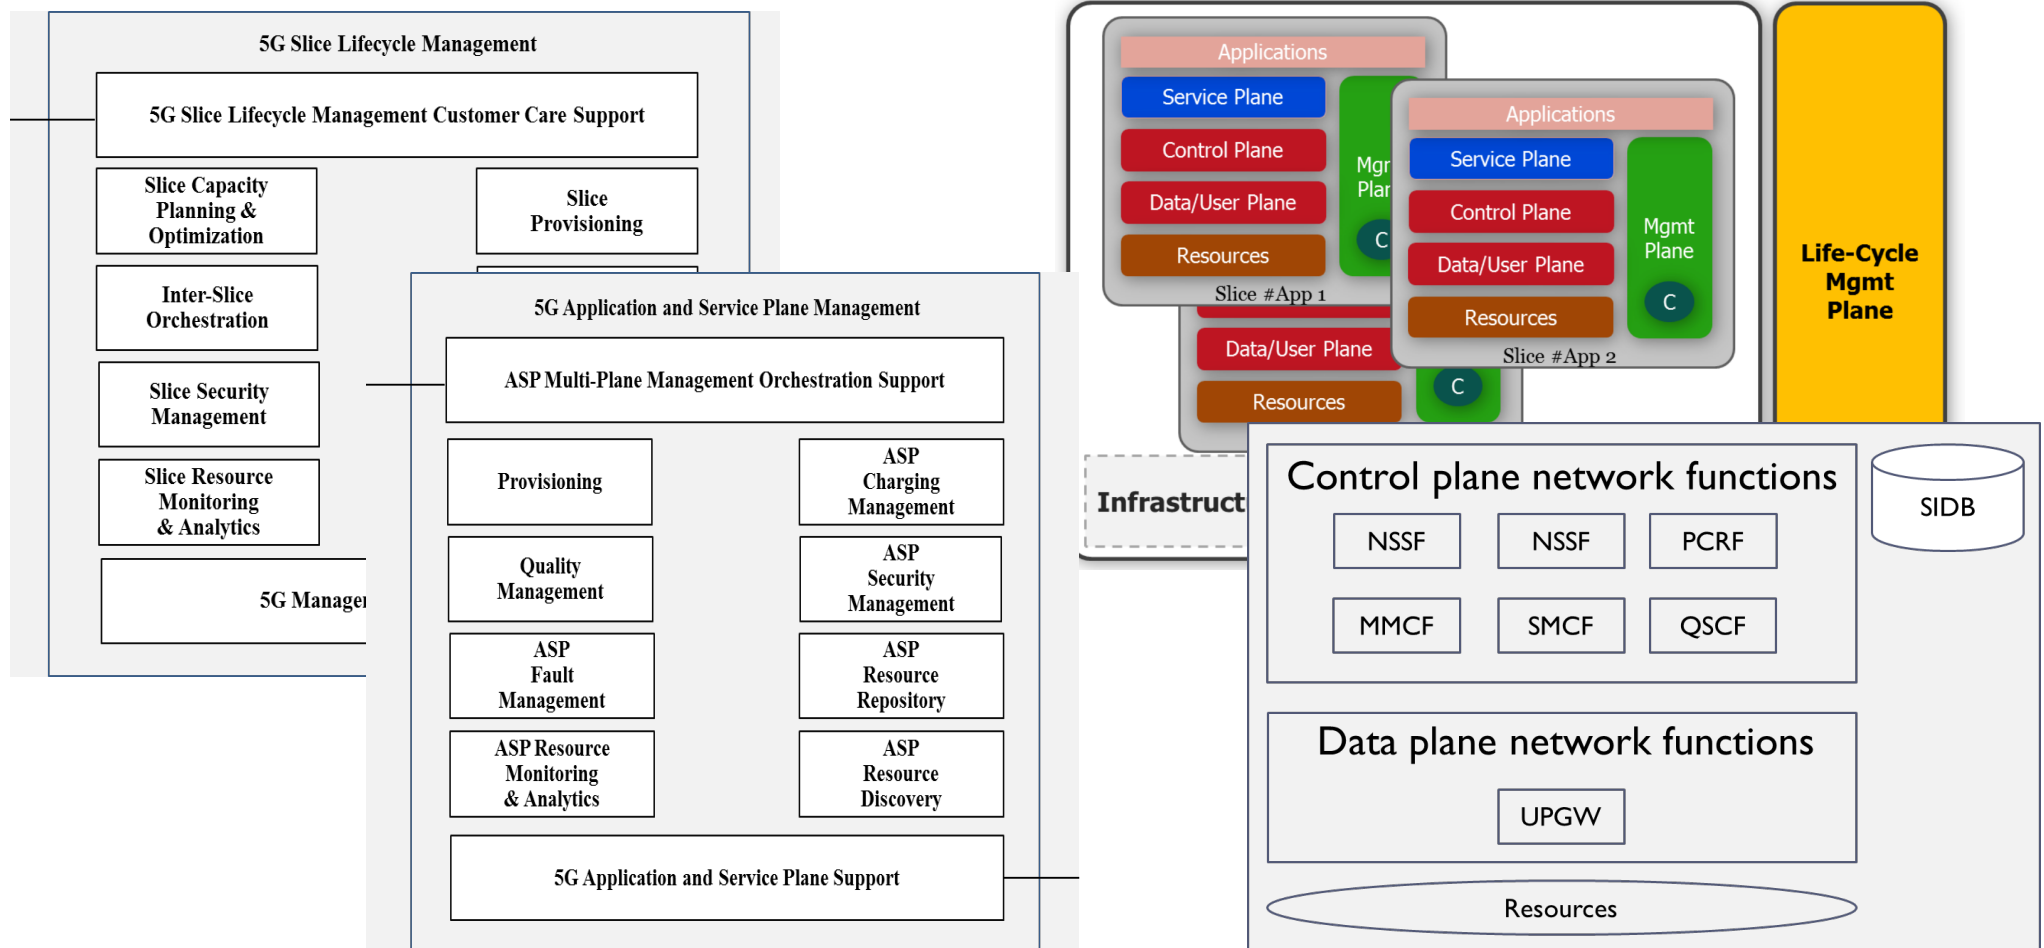 5G Slice Lifecycle Management
5G Slice Lifecycle Management Customer Care Support
Slice Capacity
Planning &
Optimization
Slice
Provisioning
Inter-Slice
Orchestration
Slice Security
Management
Slice Resource
Monitoring
& Analytics
5G
5G Application and Service Plane Management
ASP Multi-Plane Management Orchestration Support
Provisioning
ASP
Charging
Management
Quality
Management
ASP
Security
Management
ASP
Fault
Management
ASP
Resource
Repository
ASP Resource
Monitoring
& Analytics
ASP
Resource
Discovery
5G Application and Service Plane Support
Applications
Service Plane
Control Plane
Data/User Plane
Resources
C
Slice #App 1
Applications
Service Plane
Control Plane
Data/User Plane
Resources
Mgmt
Plane
C
Slice #App 2
Data/User Plane
Resources
C
Life-Cycle
Mgmt
Plane
Control plane network functions
NSSF
NSSF
PCRF
MMCF
SMCF
QSCF
SIDB
Data plane network functions
UPGW
Resources